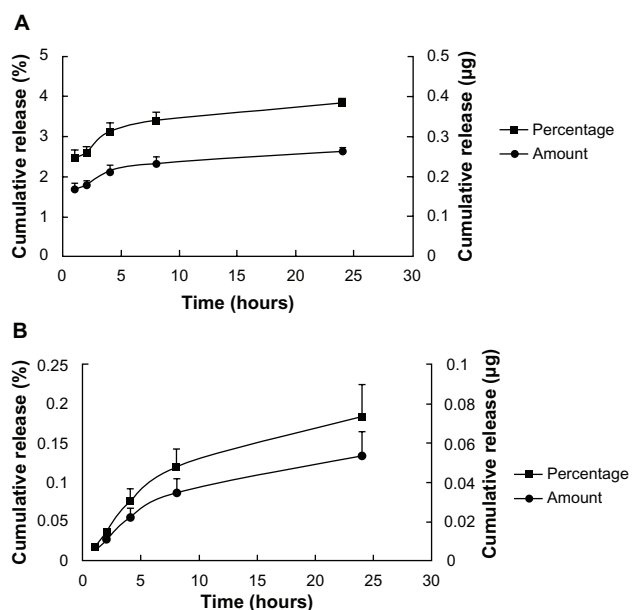 A
Cumulative release (%)
5
4
3
2
1
0
0 5 10 15 20 25 30
Time (hours)
0.5
0.4
0.3
0.2
0.1
0
Cumulative release (µg)
Percentage
Amount
B
Cumulative release (%)
0.25
0.2
0.15
0.1
0.05
0
0 5 10 15 20 25 30
Time (hours)
0.1
0.08
0.06
0.04
0.02
0
Cumulative release (µg)
Percentage
Amount